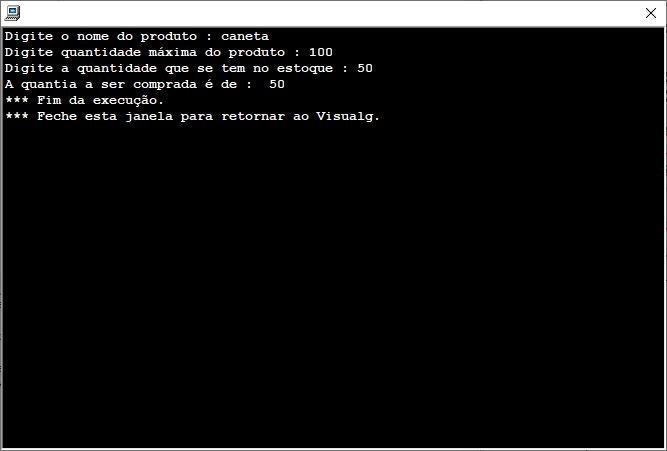 Digite o nome do produto : caneta
Digite quantidade máxima do produto : 100
Digite a quantidade que se tem no estoque : 50
A quantia a ser comprada é de :  50
*** Fim da execução.
*** Feche esta janela para retornar ao Visualg.